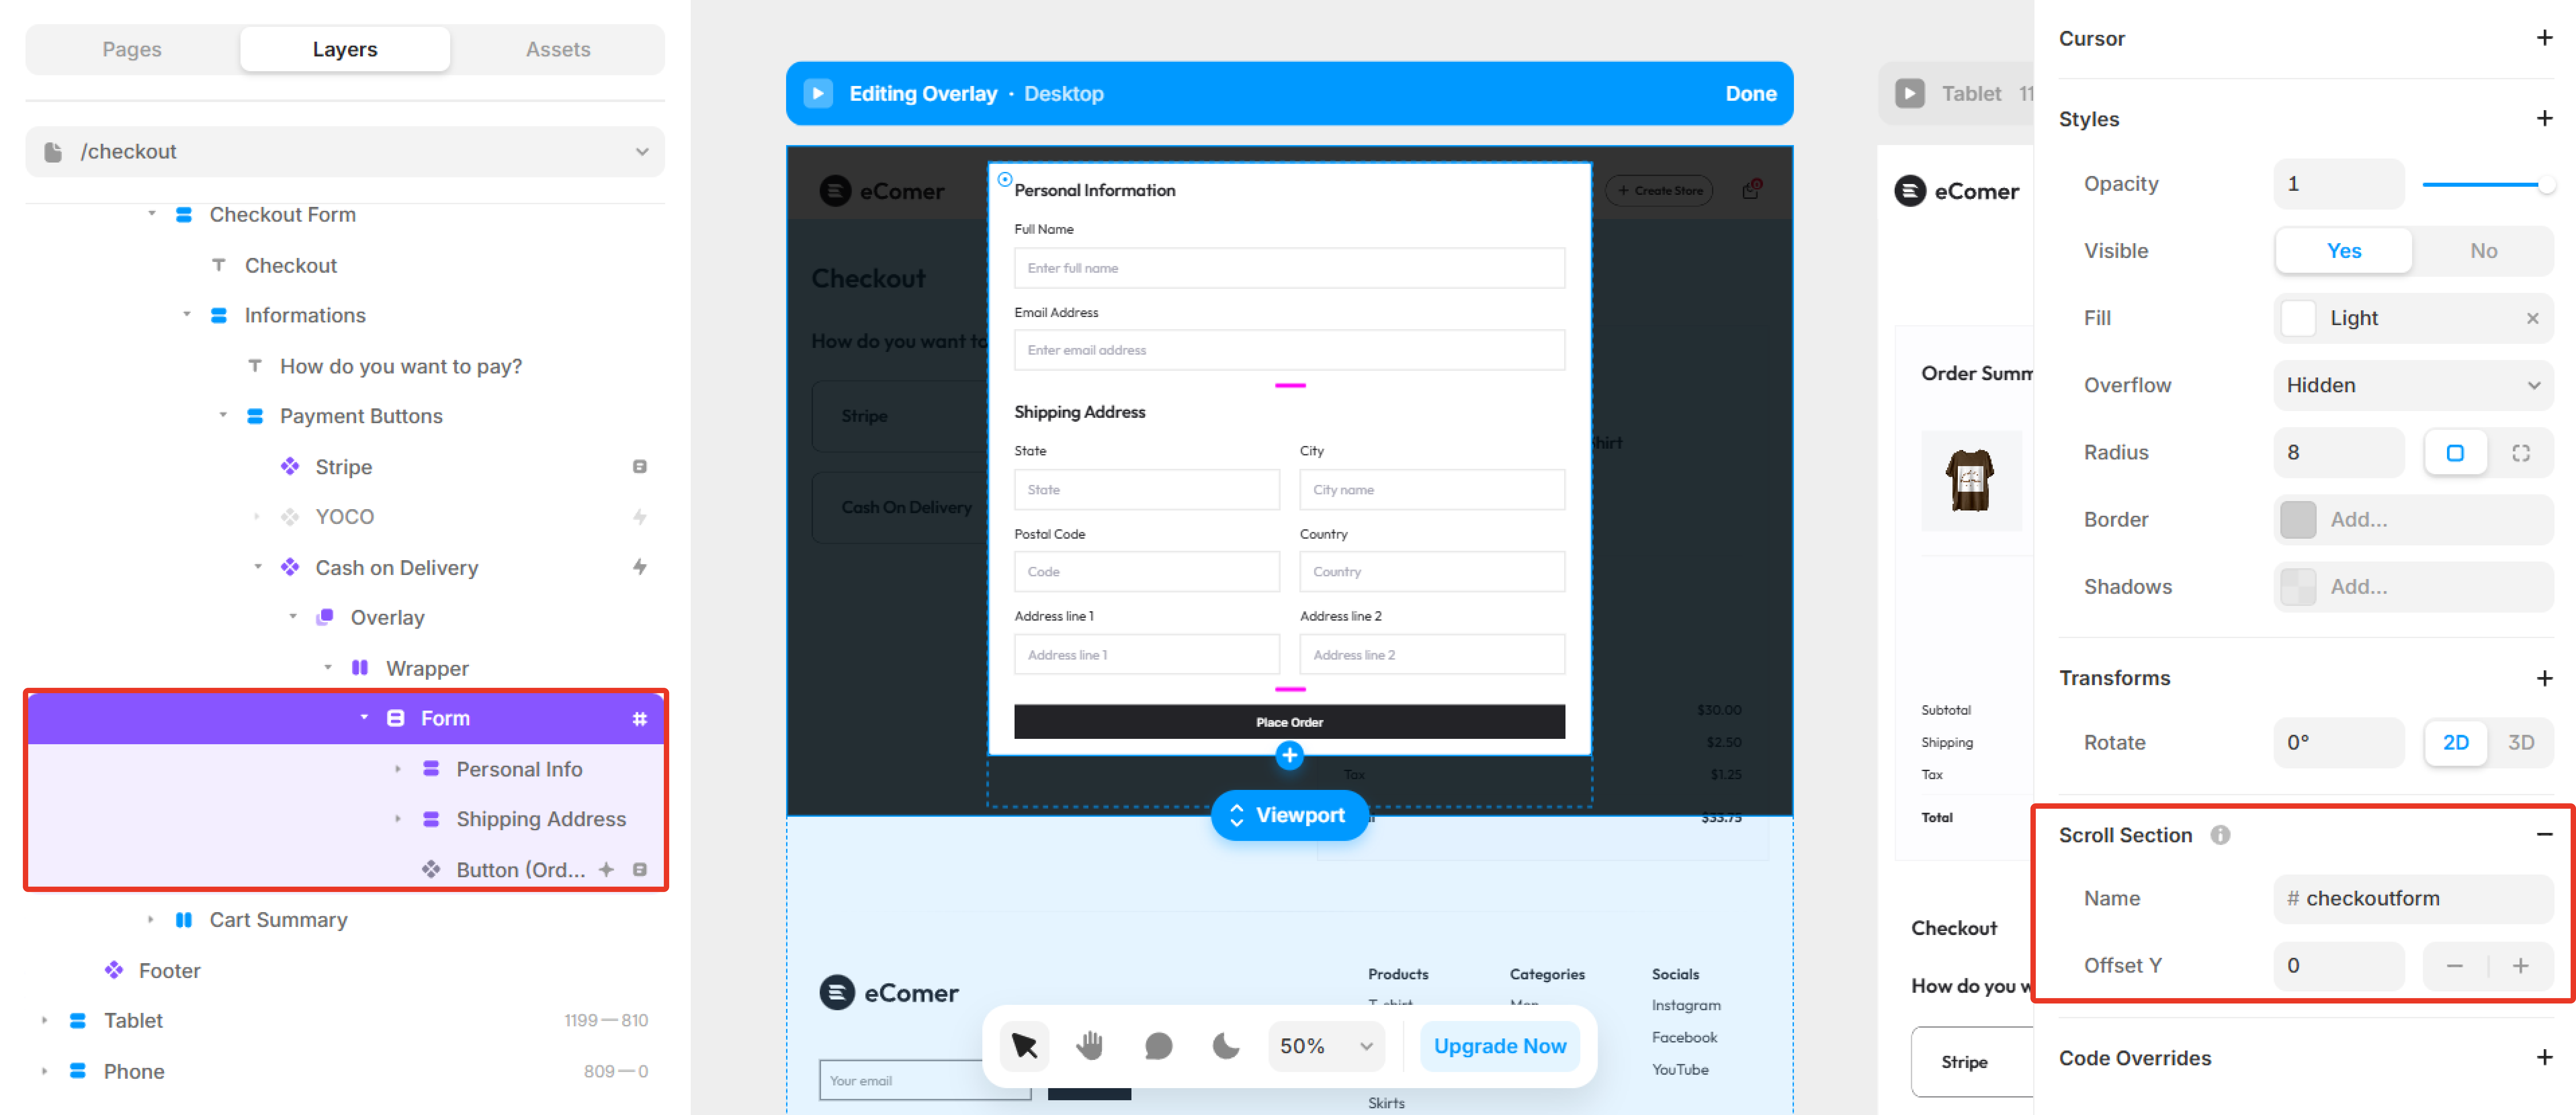 Pages
Layers
Assets
/checkout
Checkout Form
Checkout
Informations
How do you want to pay?
Payment Buttons
Stripe
YOCO
Cash on Delivery
Overlay
Wrapper
Form
Personal Info
Shipping Address
Button (Ord...
Cart Summary
Footer
Tablet
1199—810
Phone
809—0
Editing Overlay · Desktop
Done
eComer
+ Create Store
0
Checkout
How do you want to
Stripe
Cash On Delivery
Personal Information
Full Name
Enter full name
Email Address
Enter email address
Shipping Address
State
City
State
City name
Postal Code
Country
Code
Country
Address line 1
Address line 2
Address line 1
Address line 2
Place Order
hirt
$30.00
$2.50
Tax
$1.25
$33.75
Viewport
eComer
Your email
Products
Categories
Socials
T-shirt
Men
Instagram
Facebook
YouTube
Skirts
50%
Upgrade Now
Tablet 11
eComer
Order Summ
Subtotal
Shipping
Tax
Total
Checkout
How do you w
Stripe
Cursor
Styles
Opacity
1
Visible
Yes
No
Fill
Light
Overflow
Hidden
Radius
8
Border
Add...
Shadows
Add...
Transforms
Rotate
0°
2D
3D
Scroll Section
Name
# checkoutform
Offset Y
0
Code Overrides